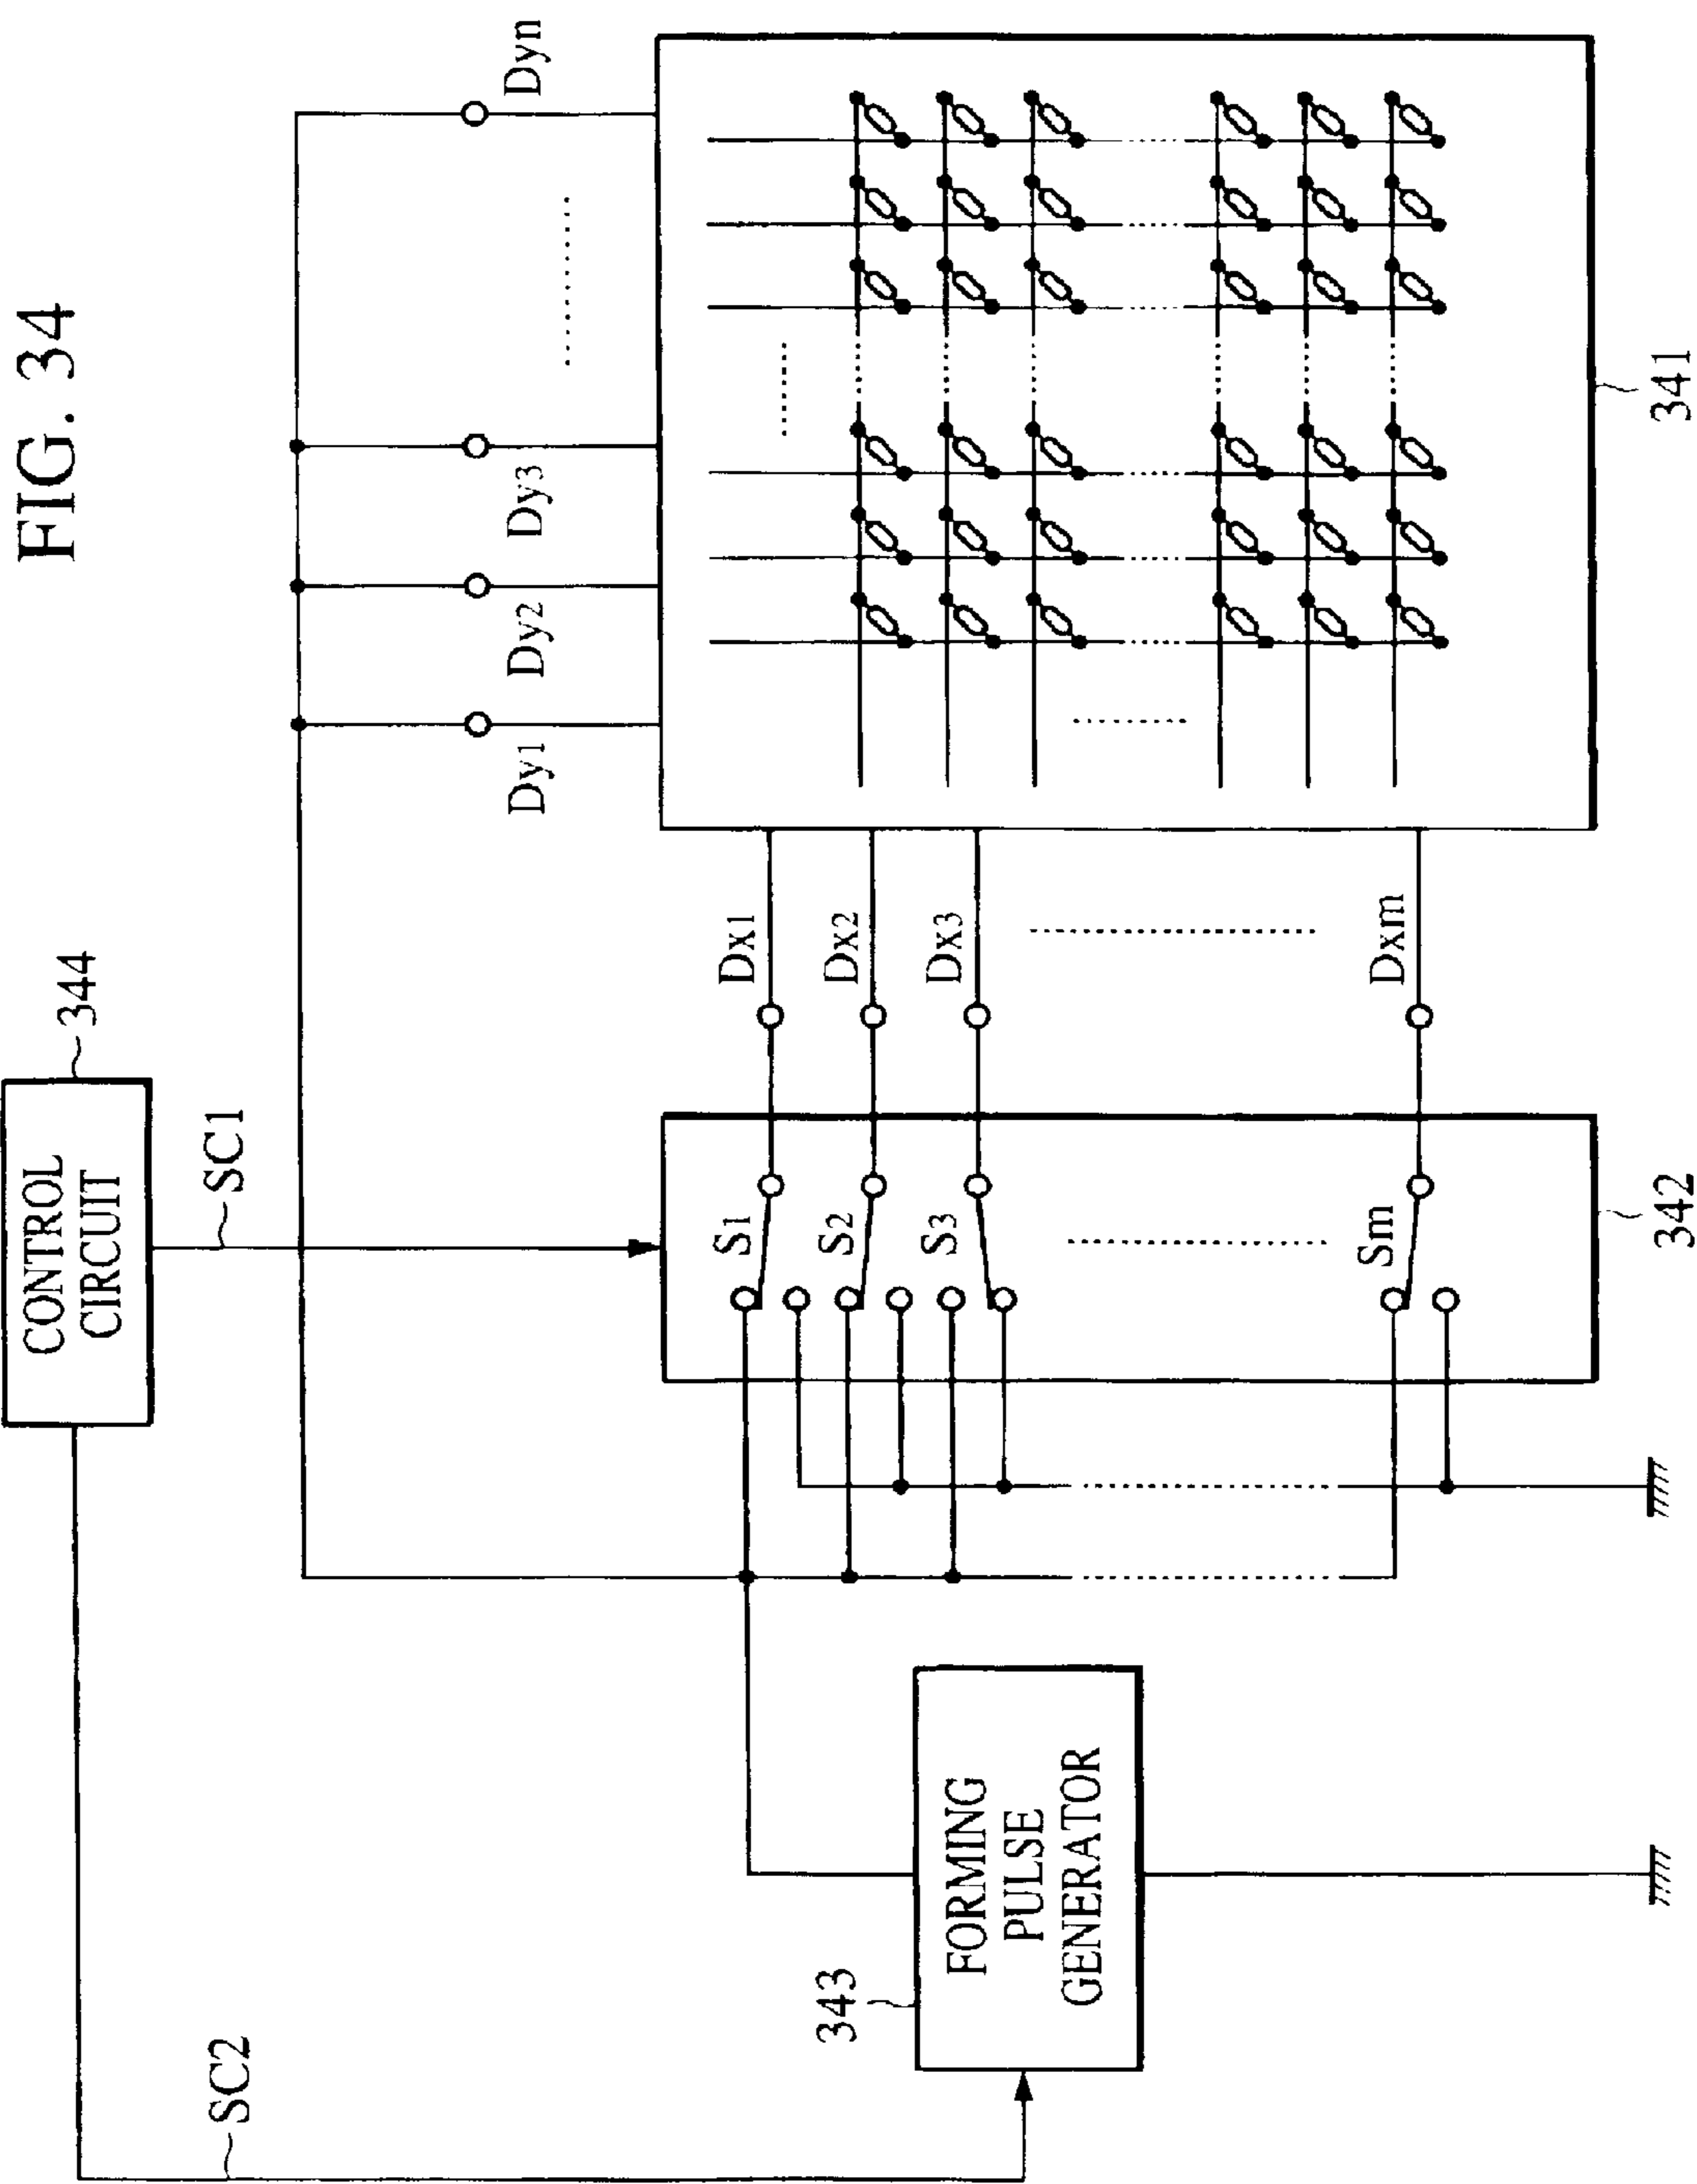 FIG. 34
CONTROL
CIRCUIT
344
SC1
SC2
Dy1
Dy2
Dy3
Dyn
Dx1
Dx2
Dx3
Dxm
S1
S2
S3
Sm
343
FORMING
PULSE
GENERATOR
342
341